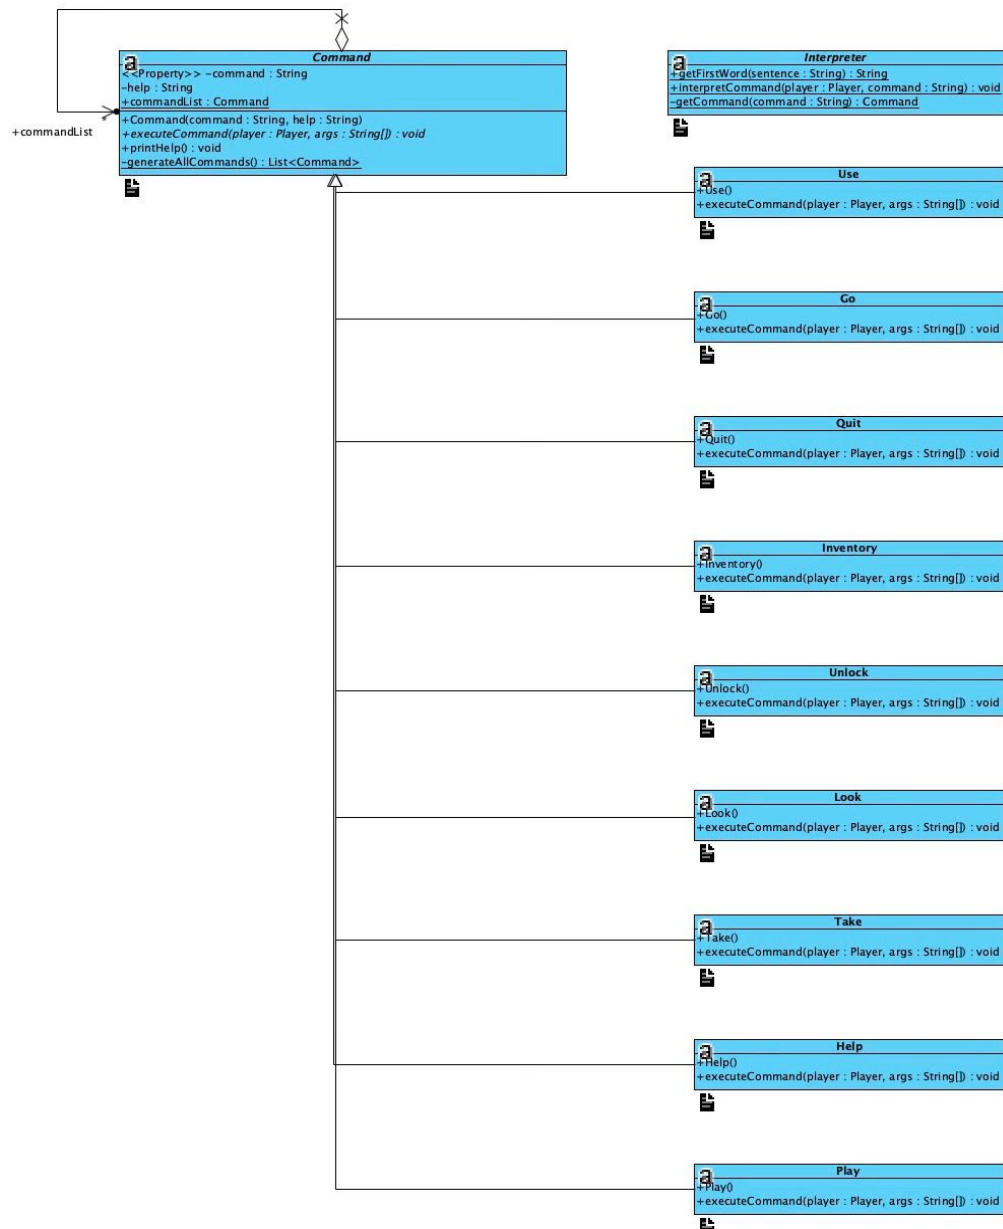 Command
<<Property>> -command : String
-help : String
+commandList : Command
+Command(command : String, help : String)
+executeCommand(player : Player, args : String[]) : void
+printHelp() : void
-generateAllCommands() : List<Command>
+commandList
Interpreter
+getFirstWord(sentence : String) : String
+interpretCommand(player : Player, command : String) : void
-getCommand(command : String) : Command
Use
+Use()
+executeCommand(player : Player, args : String[]) : void
Go
+Go()
+executeCommand(player : Player, args : String[]) : void
Quit
+Quit()
+executeCommand(player : Player, args : String[]) : void
Inventory
+Inventory()
+executeCommand(player : Player, args : String[]) : void
Unlock
+Unlock()
+executeCommand(player : Player, args : String[]) : void
Look
+Look()
+executeCommand(player : Player, args : String[]) : void
Take
+Take()
+executeCommand(player : Player, args : String[]) : void
Help
+Help()
+executeCommand(player : Player, args : String[]) : void
Play
+Play()
+executeCommand(player : Player, args : String[]) : void